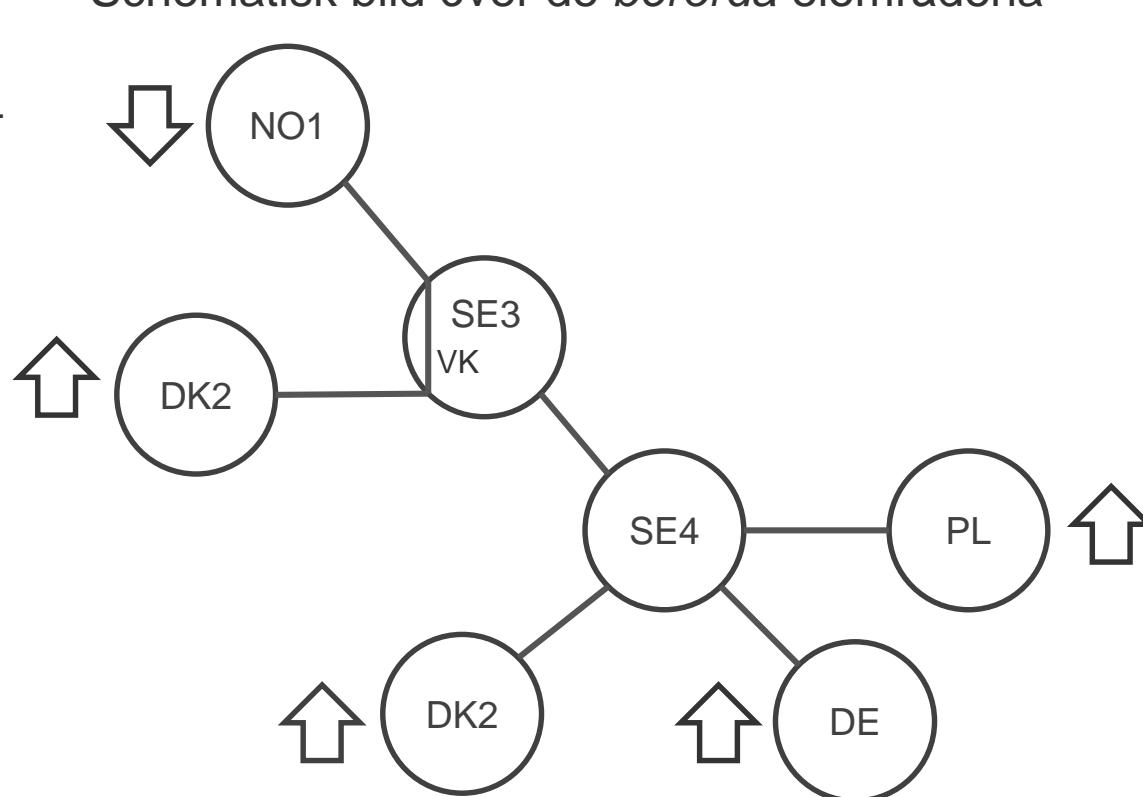 Schematisk bild över de berörda elområdena
NO1
SE3
VK
DK2
SE4
PL
DK2
DE